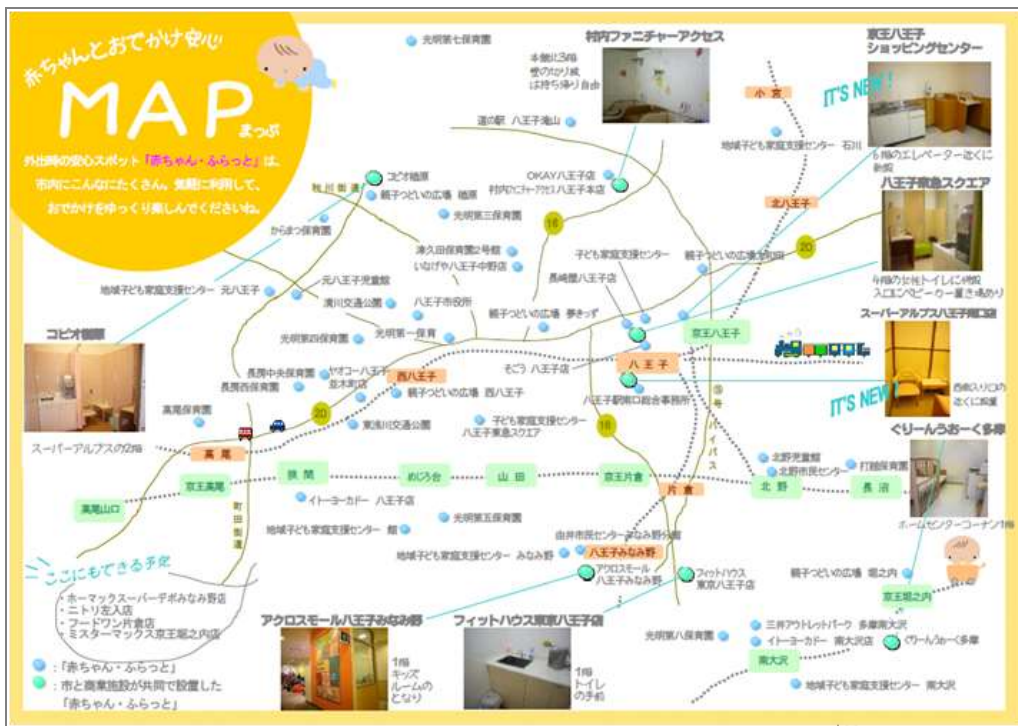 赤ちゃんとおでかけ安心
MAP
まっぷ
外出時の安心スポット「赤ちゃん・ふらっと」は、
市内にこんなにたくさん。気軽に利用して、
おでかけをゆっくり楽しんでくださいね。
光明第七保育園
村内ファニチャーアクセス
本館に3階
は持ち帰り自由
京王八王子
ショッピングセンター
IT'S NEW!
6階のエレベーター近くに
新設
小宮
道の駅 八王子滝山
地域子ども家庭支援センター 石川
コピオ楢原
秋川街道
親子つどいの広場 楢原
OKAY八王子店
村内ファニチャーアクセス八王子本店
八王子東急スクエア
北八王子
からまつ保育園
光明第三保育園
16
20
津久田保育園2号館
いなげや八王子中野店
子ども家庭支援センター
長崎屋八王子店
親子つどいの広場
4階の女性トイレに併設
入口にベビーカー置き場あり
地域子ども家庭支援センター 元八王子
元八王子児童館
浅川交通公園
八王子市役所
親子つどいの広場 夢きっず
スーパーアルプス八王子南口店
コピオ楢原
光明第四保育園
光明第一保育
京王八王子
長房中央保育園
長房西保育園
ヤオコー八王子
並木町店
西八王子
そごう 八王子店
八王子
親子つどいの広場 西八王子
八王子駅南口総合事務所
IT'S NEW!
西側入り口の
近くに設置
高尾保育園
20
東浅川交通公園
子ども家庭支援センター
八王子東急スクエア
16
16号バイパス
ぐりーんうぉーく多摩
スーパーアルプスの2階
高尾
北野児童館
北野市民センター
打越保育園
高尾山口
京王高尾
狭間
めじろ台
山田
京王片倉
片倉
北野
長沼
イトーヨーカドー 八王子店
町田街道
ホームセンターコーナン1階
地域子ども家庭支援センター 館
光明第五保育園
由井市民センターみなみ野分館
地域子ども家庭支援センター みなみ野
八王子みなみ野
アクロスモール
八王子みなみ野
フィットハウス
東京八王子店
親子つどいの広場 堀之内
京王堀之内
ここにもできる予定
・ホーマックスーパーデポみなみ野店
・ニトリ左入店
・フードワン片倉店
・ミスターマックス京王堀之内店
アクロスモール八王子みなみ野
1階
キッズ
ルームの
となり
フィットハウス東京八王子店
1階
トイレ
の手前
光明第八保育園
三井アウトレットパーク 多摩南大沢
イトーヨーカドー 南大沢店
ぐりーんうぉーく多摩
南大沢
地域子ども家庭支援センター 南大沢
:「赤ちゃん・ふらっと」
:市と商業施設が共同で設置した
「赤ちゃん・ふらっと」